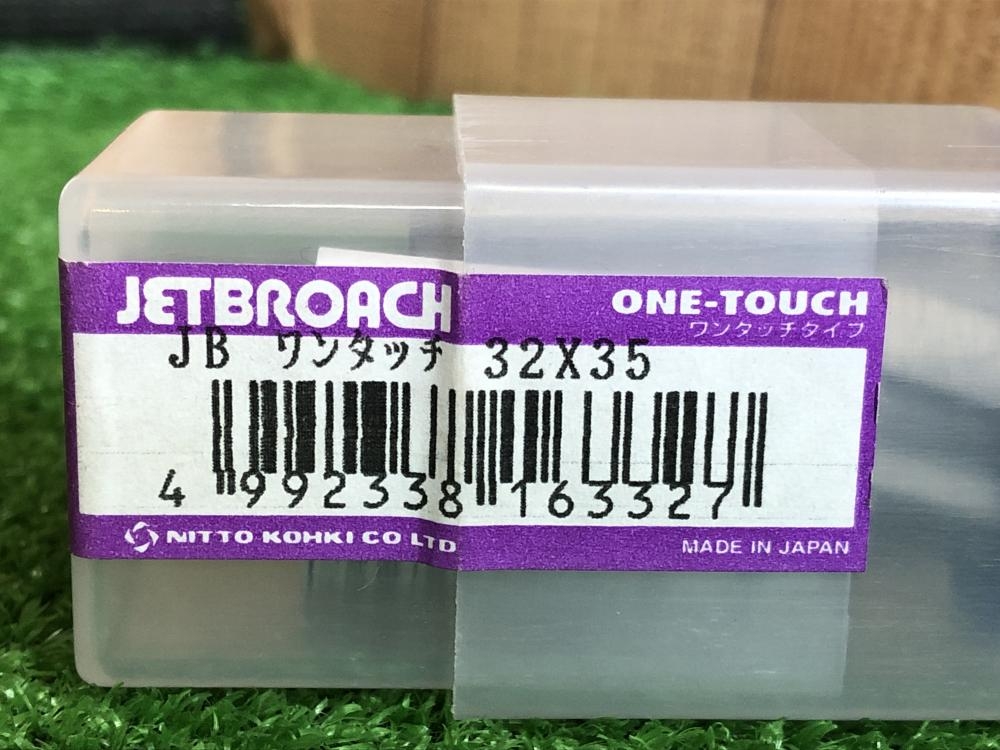 JETBROACH
ONE-TOUCH
ワンタッチタイプ
JB ワンタッチ 32X35
4 992338 163327
NITTO KOHKI CO LTD
MADE IN JAPAN